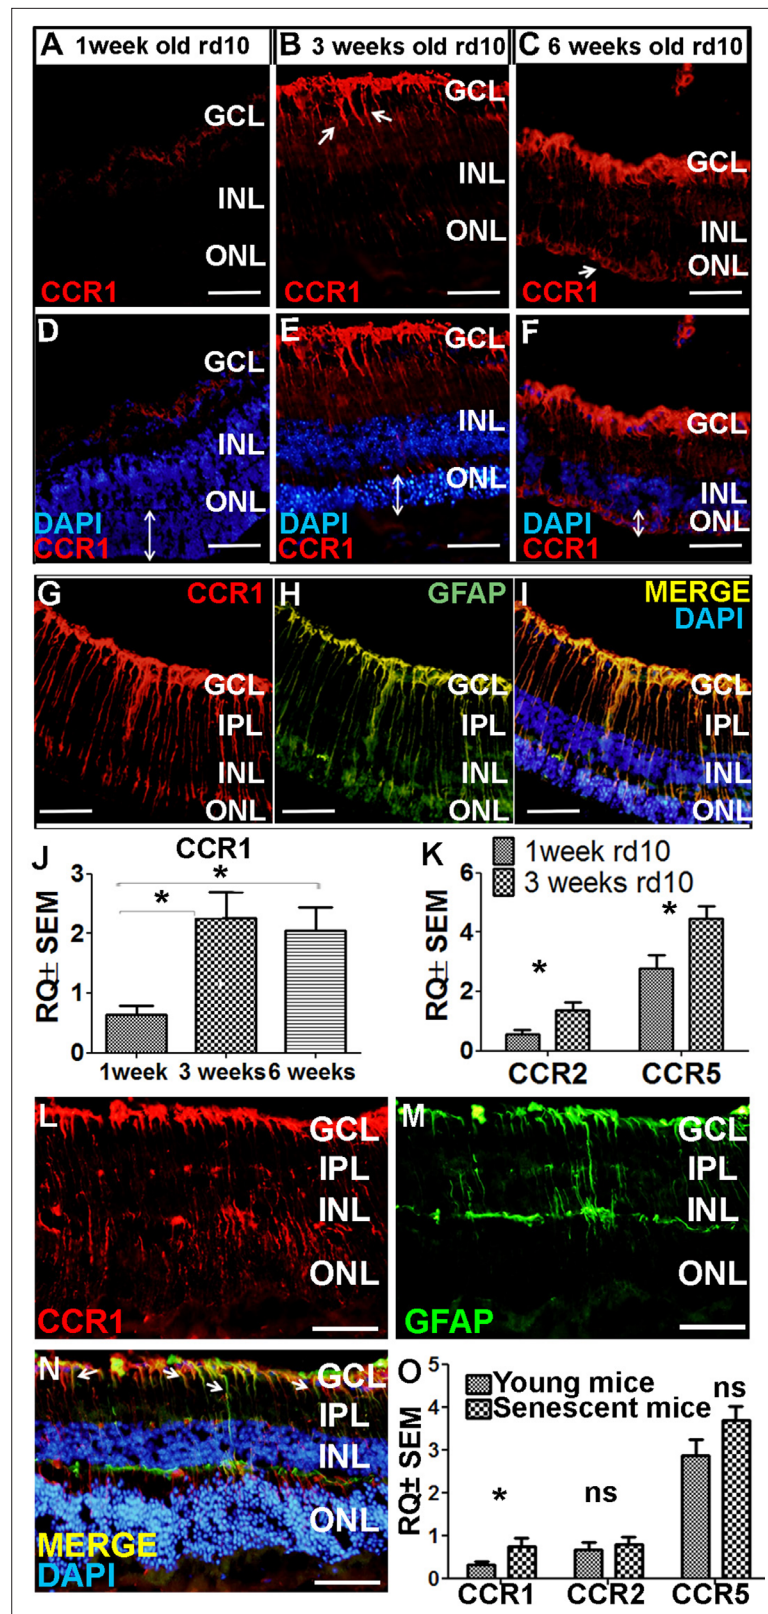 A 1week old rd10
B 3 weeks old rd10
C 6 weeks old rd10
GCL
INL
ONL
CCR1
GCL
INL
ONL
CCR1
GCL
INL
ONL
CCR1
D
GCL
INL
ONL
DAPI
CCR1
E
GCL
INL
ONL
DAPI
CCR1
F
GCL
INL
ONL
DAPI
CCR1
G
CCR1
GCL
IPL
INL
ONL
H
GFAP
GCL
IPL
INL
ONL
I
MERGE
DAPI
GCL
IPL
INL
ONL
J
CCR1
RQ± SEM
3
2
1
0
*
*
1week
3 weeks
6 weeks
K
1week rd10
3 weeks rd10
RQ± SEM
6
4
2
0
*
*
CCR2
CCR5
L
GCL
IPL
INL
ONL
CCR1
M
GCL
IPL
INL
ONL
GFAP
N
GCL
IPL
INL
ONL
MERGE
DAPI
O
Young mice
Senescent mice
RQ± SEM
5
4
3
2
1
0
*
ns
ns
CCR1
CCR2
CCR5